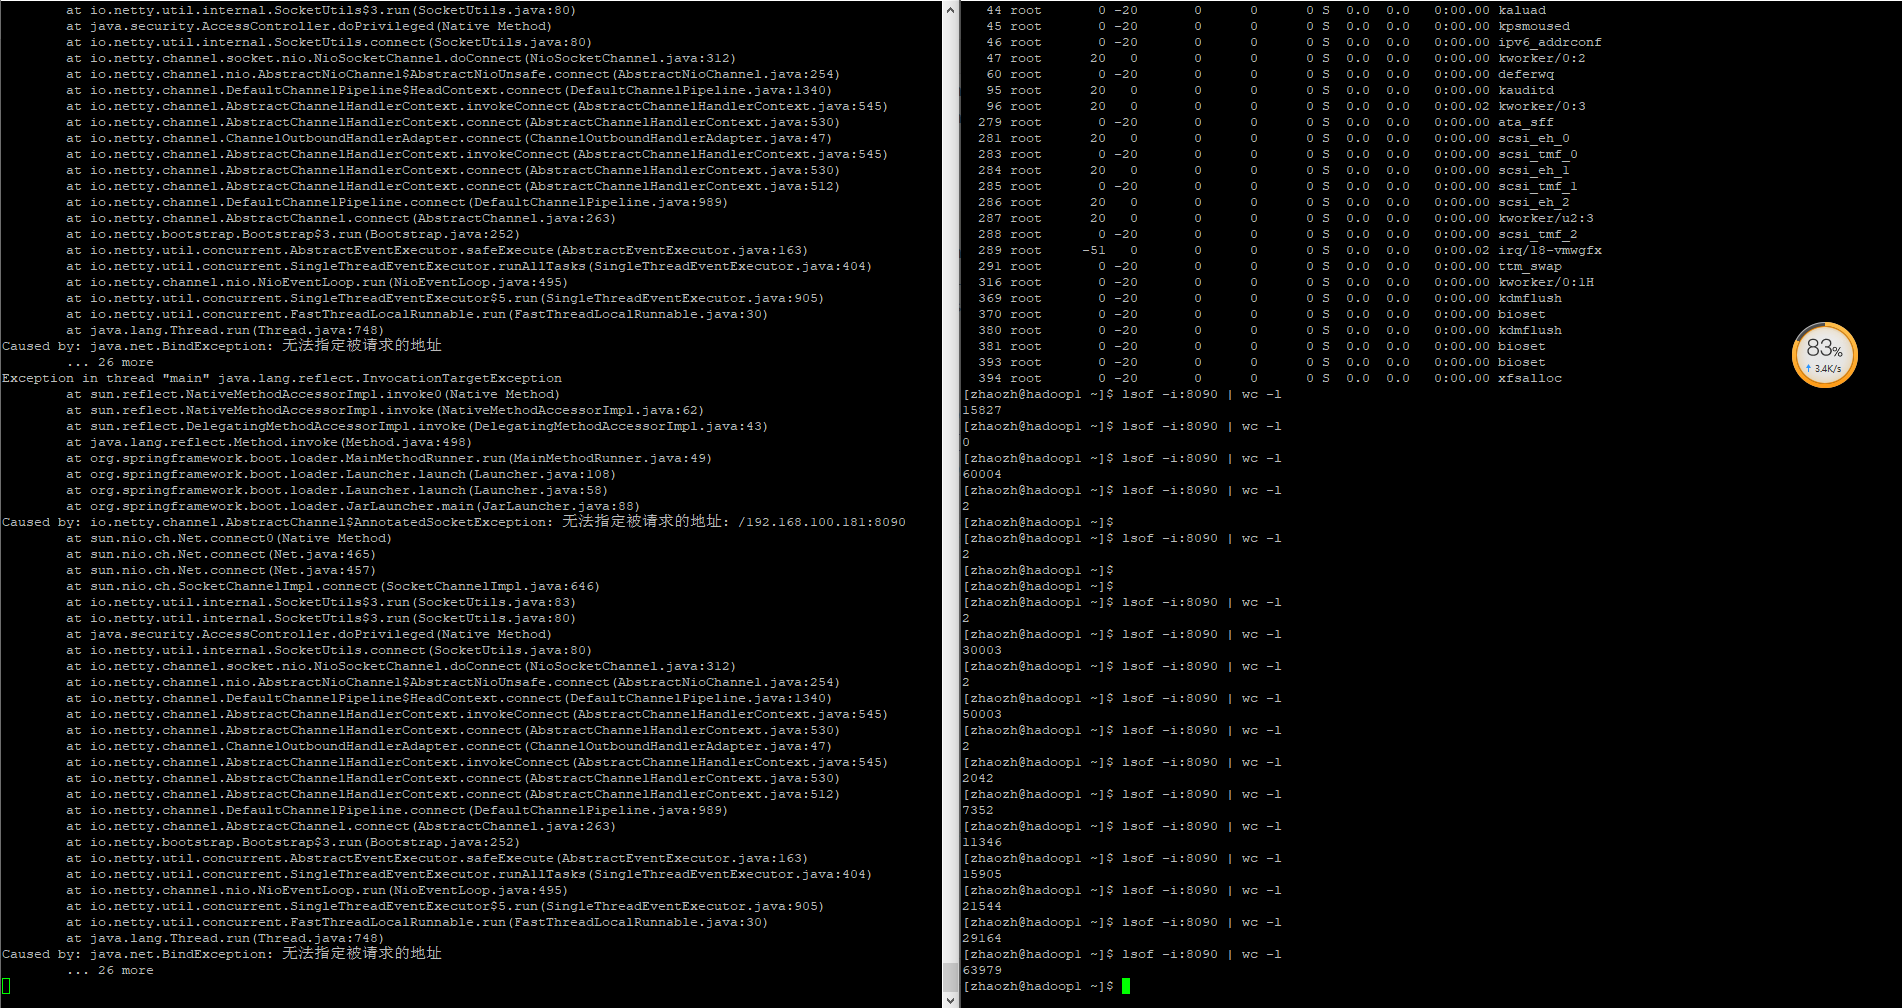 at io.netty.util.internal.SocketUtils$3.run(SocketUtils.java:80)
at java.security.AccessController.doPrivileged(Native Method)
at io.netty.util.internal.SocketUtils.connect(SocketUtils.java:80)
at io.netty.channel.socket.nio.NioSocketChannel.doConnect(NioSocketChannel.java:312)
at io.netty.channel.nio.AbstractNioChannel$AbstractNioUnsafe.connect(AbstractNioChannel.java:254)
at io.netty.channel.DefaultChannelPipeline$HeadContext.connect(DefaultChannelPipeline.java:1340)
at io.netty.channel.AbstractChannelHandlerContext.invokeConnect(AbstractChannelHandlerContext.java:545)
at io.netty.channel.AbstractChannelHandlerContext.connect(AbstractChannelHandlerContext.java:530)
at io.netty.channel.ChannelOutboundHandlerAdapter.connect(ChannelOutboundHandlerAdapter.java:47)
at io.netty.channel.AbstractChannelHandlerContext.invokeConnect(AbstractChannelHandlerContext.java:545)
at io.netty.channel.AbstractChannelHandlerContext.connect(AbstractChannelHandlerContext.java:530)
at io.netty.channel.AbstractChannelHandlerContext.connect(AbstractChannelHandlerContext.java:512)
at io.netty.channel.DefaultChannelPipeline.connect(DefaultChannelPipeline.java:989)
at io.netty.channel.AbstractChannel.connect(AbstractChannel.java:263)
at io.netty.bootstrap.Bootstrap$3.run(Bootstrap.java:252)
at io.netty.util.concurrent.AbstractEventExecutor.safeExecute(AbstractEventExecutor.java:163)
at io.netty.util.concurrent.SingleThreadEventExecutor.runAllTasks(SingleThreadEventExecutor.java:404)
at io.netty.channel.nio.NioEventLoop.run(NioEventLoop.java:495)
at io.netty.util.concurrent.SingleThreadEventExecutor$5.run(SingleThreadEventExecutor.java:905)
at io.netty.util.concurrent.FastThreadLocalRunnable.run(FastThreadLocalRunnable.java:30)
at java.lang.Thread.run(Thread.java:748)
Caused by: java.net.BindException: 无法指定被请求的地址
... 26 more
Exception in thread "main" java.lang.reflect.InvocationTargetException
at sun.reflect.NativeMethodAccessorImpl.invoke0(Native Method)
at sun.reflect.NativeMethodAccessorImpl.invoke(NativeMethodAccessorImpl.java:62)
at sun.reflect.DelegatingMethodAccessorImpl.invoke(DelegatingMethodAccessorImpl.java:43)
at java.lang.reflect.Method.invoke(Method.java:498)
at org.springframework.boot.loader.MainMethodRunner.run(MainMethodRunner.java:49)
at org.springframework.boot.loader.Launcher.launch(Launcher.java:108)
at org.springframework.boot.loader.Launcher.launch(Launcher.java:58)
at org.springframework.boot.loader.JarLauncher.main(JarLauncher.java:88)
Caused by: io.netty.channel.AbstractChannel$AnnotatedSocketException: 无法指定被请求的地址: /192.168.100.181:8090
at sun.nio.ch.Net.connect0(Native Method)
at sun.nio.ch.Net.connect(Net.java:465)
at sun.nio.ch.Net.connect(Net.java:457)
at sun.nio.ch.SocketChannelImpl.connect(SocketChannelImpl.java:646)
at io.netty.util.internal.SocketUtils$3.run(SocketUtils.java:83)
at io.netty.util.internal.SocketUtils$3.run(SocketUtils.java:80)
at java.security.AccessController.doPrivileged(Native Method)
at io.netty.util.internal.SocketUtils.connect(SocketUtils.java:80)
at io.netty.channel.socket.nio.NioSocketChannel.doConnect(NioSocketChannel.java:312)
at io.netty.channel.nio.AbstractNioChannel$AbstractNioUnsafe.connect(AbstractNioChannel.java:254)
at io.netty.channel.DefaultChannelPipeline$HeadContext.connect(DefaultChannelPipeline.java:1340)
at io.netty.channel.AbstractChannelHandlerContext.invokeConnect(AbstractChannelHandlerContext.java:545)
at io.netty.channel.AbstractChannelHandlerContext.connect(AbstractChannelHandlerContext.java:530)
at io.netty.channel.ChannelOutboundHandlerAdapter.connect(ChannelOutboundHandlerAdapter.java:47)
at io.netty.channel.AbstractChannelHandlerContext.invokeConnect(AbstractChannelHandlerContext.java:545)
at io.netty.channel.AbstractChannelHandlerContext.connect(AbstractChannelHandlerContext.java:530)
at io.netty.channel.AbstractChannelHandlerContext.connect(AbstractChannelHandlerContext.java:512)
at io.netty.channel.DefaultChannelPipeline.connect(DefaultChannelPipeline.java:989)
at io.netty.channel.AbstractChannel.connect(AbstractChannel.java:263)
at io.netty.bootstrap.Bootstrap$3.run(Bootstrap.java:252)
at io.netty.util.concurrent.AbstractEventExecutor.safeExecute(AbstractEventExecutor.java:163)
at io.netty.util.concurrent.SingleThreadEventExecutor.runAllTasks(SingleThreadEventExecutor.java:404)
at io.netty.channel.nio.NioEventLoop.run(NioEventLoop.java:495)
at io.netty.util.concurrent.SingleThreadEventExecutor$5.run(SingleThreadEventExecutor.java:905)
at io.netty.util.concurrent.FastThreadLocalRunnable.run(FastThreadLocalRunnable.java:30)
at java.lang.Thread.run(Thread.java:748)
Caused by: java.net.BindException: 无法指定被请求的地址
... 26 more
44 root 0 -20 0 0 0 S 0.0 0.0 0:00.00 kaluad
45 root 0 -20 0 0 0 S 0.0 0.0 0:00.00 kpsmoused
46 root 0 -20 0 0 0 S 0.0 0.0 0:00.00 ipv6_addrconf
47 root 20 0 0 0 0 S 0.0 0.0 0:00.00 kworker/0:2
60 root 0 -20 0 0 0 S 0.0 0.0 0:00.00 deferwq
95 root 20 0 0 0 0 S 0.0 0.0 0:00.00 kauditd
96 root 20 0 0 0 0 S 0.0 0.0 0:00.02 kworker/0:3
279 root 0 -20 0 0 0 S 0.0 0.0 0:00.00 ata_sff
281 root 20 0 0 0 0 S 0.0 0.0 0:00.00 scsi_eh_0
283 root 0 -20 0 0 0 S 0.0 0.0 0:00.00 scsi_tmf_0
284 root 20 0 0 0 0 S 0.0 0.0 0:00.00 scsi_eh_1
285 root 0 -20 0 0 0 S 0.0 0.0 0:00.00 scsi_tmf_1
286 root 20 0 0 0 0 S 0.0 0.0 0:00.00 scsi_eh_2
287 root 20 0 0 0 0 S 0.0 0.0 0:00.00 kworker/u2:3
288 root 0 -20 0 0 0 S 0.0 0.0 0:00.00 scsi_tmf_2
289 root -51 0 0 0 0 S 0.0 0.0 0:00.02 irq/18-vmwgfx
291 root 0 -20 0 0 0 S 0.0 0.0 0:00.00 ttm_swap
316 root 0 -20 0 0 0 S 0.0 0.0 0:00.00 kworker/0:1H
369 root 0 -20 0 0 0 S 0.0 0.0 0:00.00 kdmflush
370 root 0 -20 0 0 0 S 0.0 0.0 0:00.00 bioset
380 root 0 -20 0 0 0 S 0.0 0.0 0:00.00 kdmflush
381 root 0 -20 0 0 0 S 0.0 0.0 0:00.00 bioset
393 root 0 -20 0 0 0 S 0.0 0.0 0:00.00 bioset
394 root 0 -20 0 0 0 S 0.0 0.0 0:00.00 xfsalloc
[zhaozh@hadoop1 ~]$ lsof -i:8090 | wc -l
15827
[zhaozh@hadoop1 ~]$ lsof -i:8090 | wc -l
0
[zhaozh@hadoop1 ~]$ lsof -i:8090 | wc -l
60004
[zhaozh@hadoop1 ~]$ lsof -i:8090 | wc -l
2
[zhaozh@hadoop1 ~]$
[zhaozh@hadoop1 ~]$ lsof -i:8090 | wc -l
2
[zhaozh@hadoop1 ~]$
[zhaozh@hadoop1 ~]$
[zhaozh@hadoop1 ~]$ lsof -i:8090 | wc -l
2
[zhaozh@hadoop1 ~]$ lsof -i:8090 | wc -l
30003
[zhaozh@hadoop1 ~]$ lsof -i:8090 | wc -l
2
[zhaozh@hadoop1 ~]$ lsof -i:8090 | wc -l
50003
[zhaozh@hadoop1 ~]$ lsof -i:8090 | wc -l
2
[zhaozh@hadoop1 ~]$ lsof -i:8090 | wc -l
2042
[zhaozh@hadoop1 ~]$ lsof -i:8090 | wc -l
7352
[zhaozh@hadoop1 ~]$ lsof -i:8090 | wc -l
11346
[zhaozh@hadoop1 ~]$ lsof -i:8090 | wc -l
15905
[zhaozh@hadoop1 ~]$ lsof -i:8090 | wc -l
21544
[zhaozh@hadoop1 ~]$ lsof -i:8090 | wc -l
29164
[zhaozh@hadoop1 ~]$ lsof -i:8090 | wc -l
63979
[zhaozh@hadoop1 ~]$
83%
↑ 3.4K/s